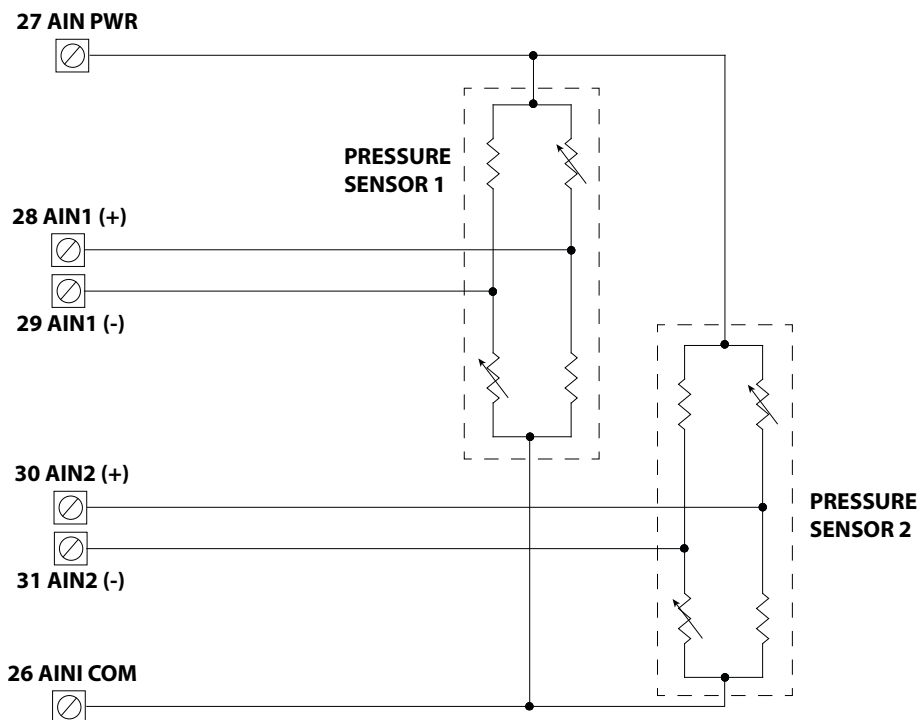 27 AIN PWR
PRESSURE
SENSOR 1
28 AIN1 (+)
29 AIN1 (-)
30 AIN2 (+)
PRESSURE
SENSOR 2
31 AIN2 (-)
26 AINI COM